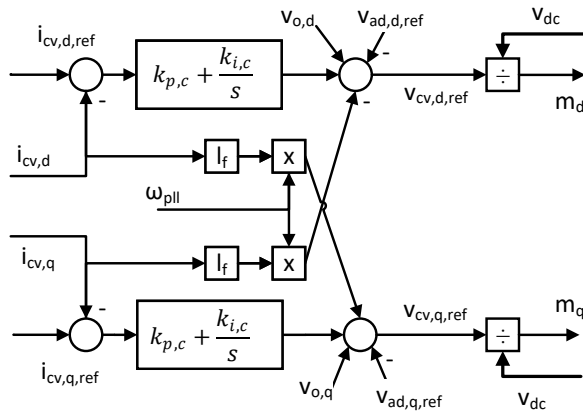 v_dc
v_o,d
v_ad,d,ref
i_cv,d,ref
k_p,c + k_i,c/s
-
-
-
÷
v_cv,d,ref
m_d
i_cv,d
l_f
x
ω_pll
i_cv,q
l_f
x
v_cv,q,ref
m_q
-
k_p,c + k_i,c/s
-
÷
i_cv,q,ref
v_o,q
v_ad,q,ref
v_dc